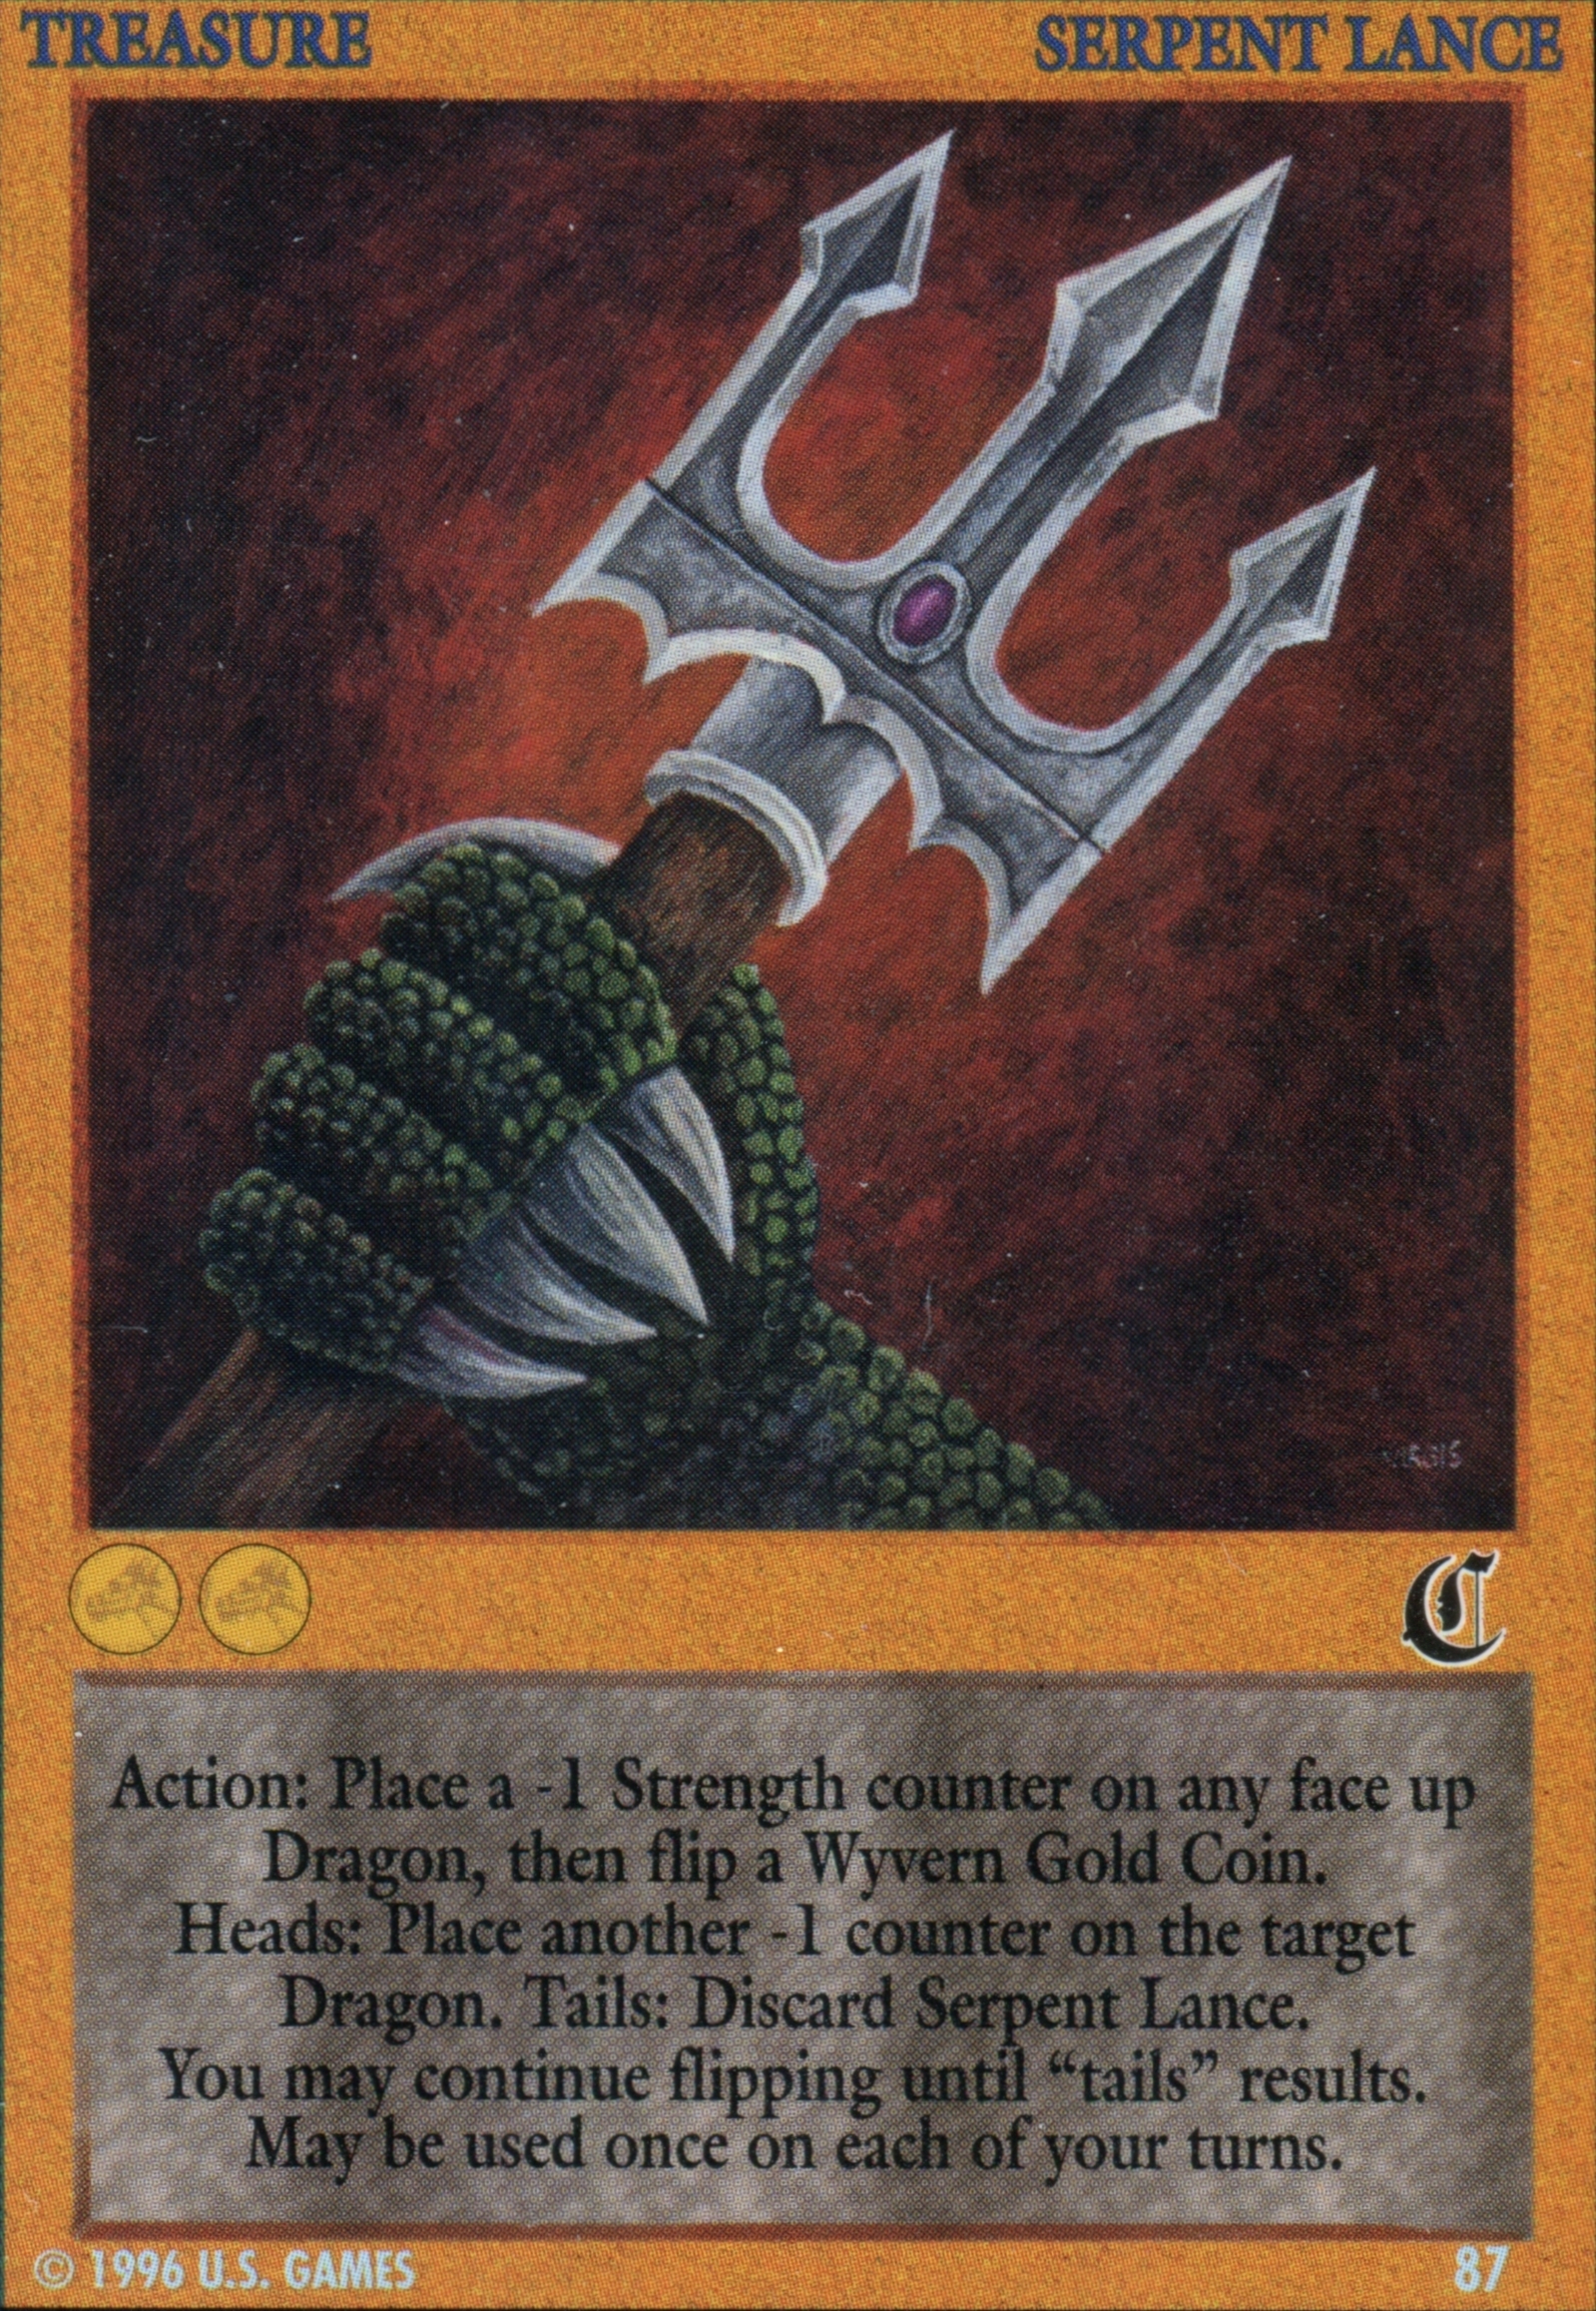 TREASURE
SERPENT LANCE
C
Action: Place a -1 Strength counter on any face up
Dragon, then flip a Wyvern Gold Coin.
Heads: Place another -1 counter on the target
Dragon. Tails: Discard Serpent Lance.
You may continue flipping until “tails” results.
May be used once on each of your turns.
© 1996 U.S. GAMES
87